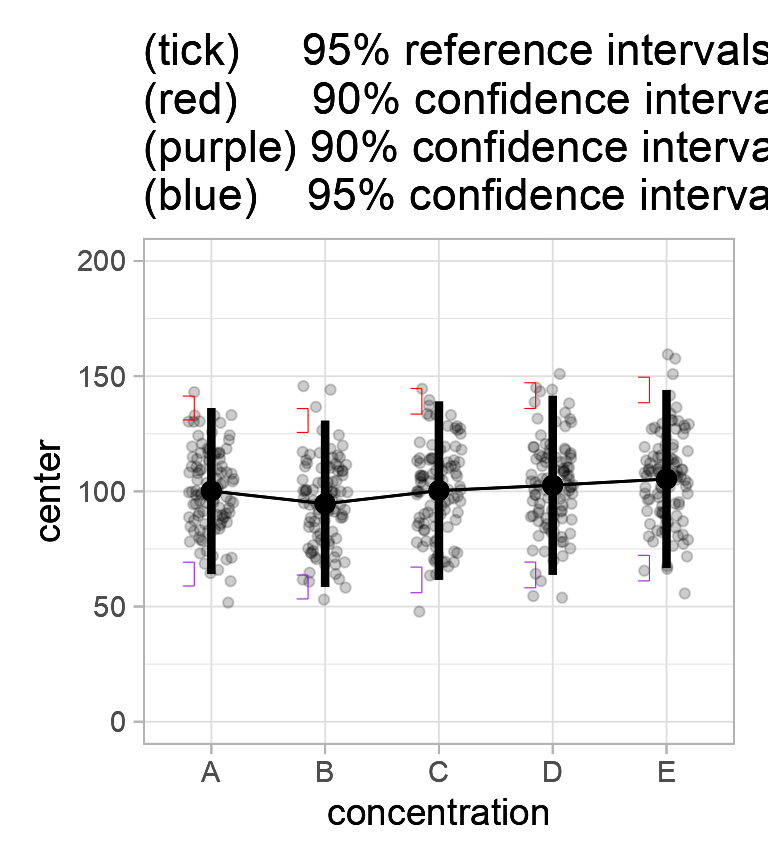 (tick) 95% reference intervals
(red) 90% confidence interva
(purple) 90% confidence interva
(blue) 95% confidence interva
200
150
100
50
0
center
A B C D E
concentration